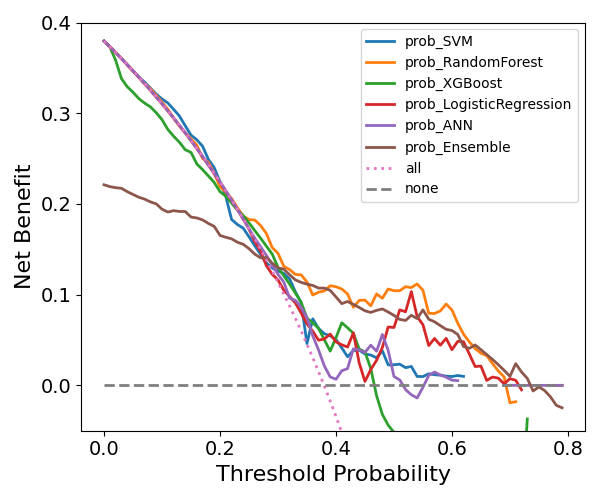 0.4
0.3
0.2
0.1
0.0
Net Benefit
prob_SVM
prob_RandomForest
prob_XGBoost
prob_LogisticRegression
prob_ANN
prob_Ensemble
all
none
0.0 0.2 0.4 0.6 0.8
Threshold Probability